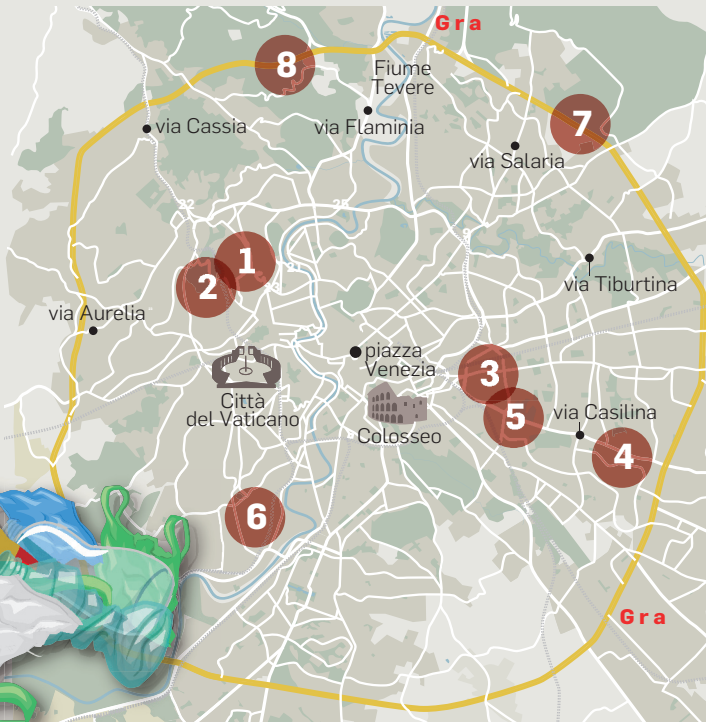 Gra
8
Fiume
Tevere
7
via Cassia
via Flaminia
via Salaria
22
25
1
2
via Tiburtina
via Aurelia
piazza
Venezia
3
Città
del Vaticano
Colosseo
5
via Casilina
4
6
Gra